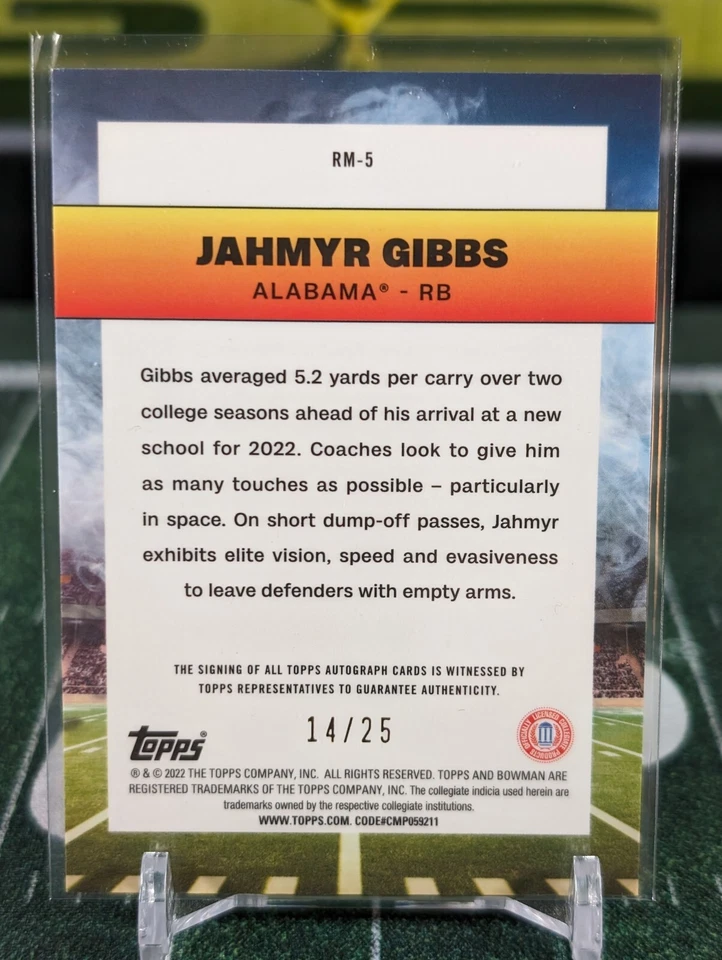 RM-5
JAHMYR GIBBS
ALABAMA® - RB
Gibbs averaged 5.2 yards per carry over two
college seasons ahead of his arrival at a new
school for 2022. Coaches look to give him
as many touches as possible – particularly
in space. On short dump-off passes, Jahmyr
exhibits elite vision, speed and evasiveness
to leave defenders with empty arms.
THE SIGNING OF ALL TOPPS AUTOGRAPH CARDS IS WITNESSED BY
TOPPS REPRESENTATIVES TO GUARANTEE AUTHENTICITY.
14/25
topps®
OFFICIALLY LICENSED COLLEGIATE PRODUCTS
® & © 2022 THE TOPPS COMPANY, INC. ALL RIGHTS RESERVED. TOPPS AND BOWMAN ARE
REGISTERED TRADEMARKS OF THE TOPPS COMPANY, INC. The collegiate indicia used herein are
trademarks owned by the respective collegiate institutions.
WWW.TOPPS.COM. CODE#CMP059211